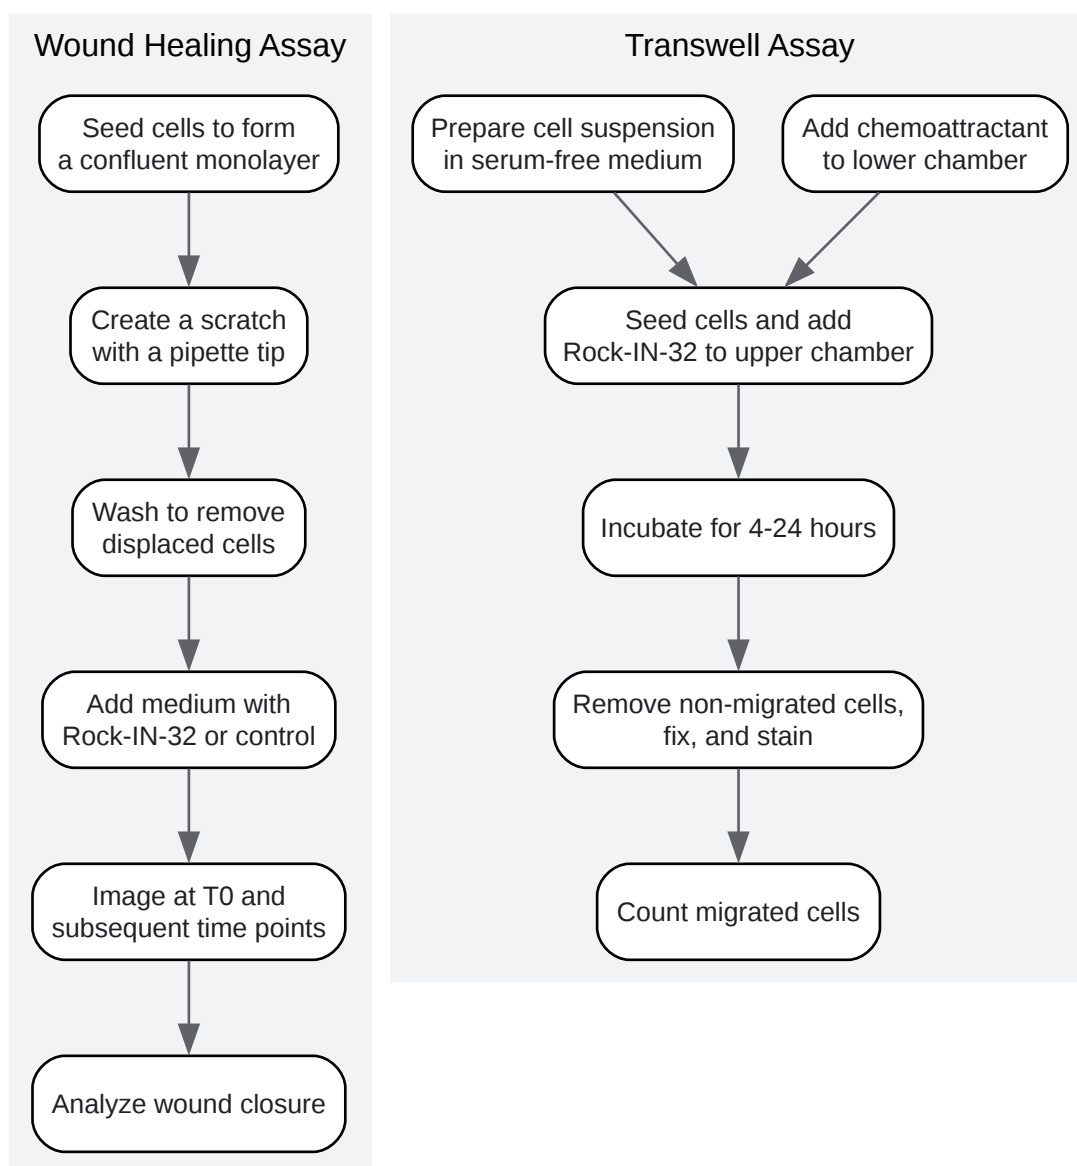 Wound Healing Assay
Seed cells to form
a confluent monolayer
Create a scratch
with a pipette tip
Wash to remove
displaced cells
Add medium with
Rock-IN-32 or control
Image at T0 and
subsequent time points
Analyze wound closure
Transwell Assay
Prepare cell suspension
in serum-free medium
Add chemoattractant
to lower chamber
Seed cells and add
Rock-IN-32 to upper chamber
Incubate for 4-24 hours
Remove non-migrated cells,
fix, and stain
Count migrated cells